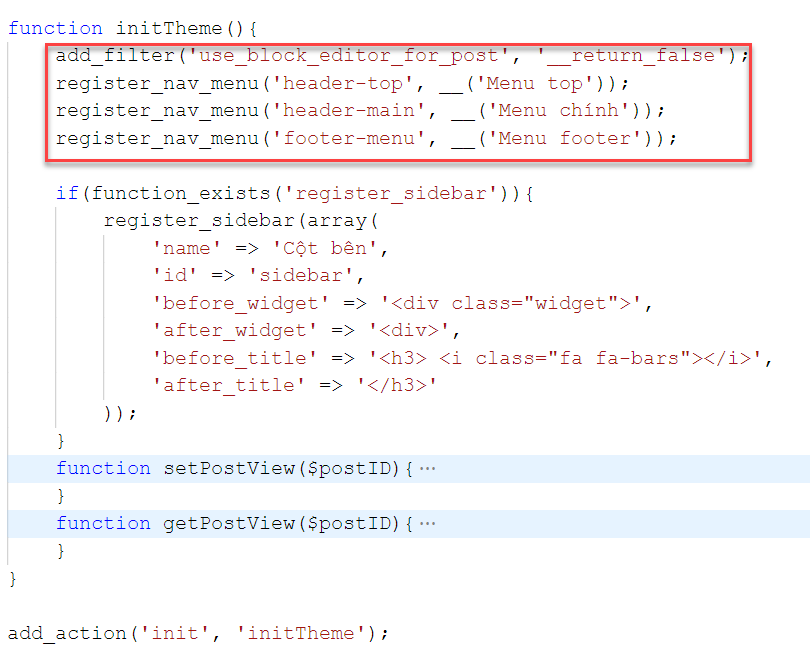 function initTheme(){
add_filter('use_block_editor_for_post', '__return_false');
register_nav_menu('header-top', __('Menu top'));
register_nav_menu('header-main', __('Menu chính'));
register_nav_menu('footer-menu', __('Menu footer'));
if(function_exists('register_sidebar')){
register_sidebar(array(
'name' => 'Cột bên',
'id' => 'sidebar',
'before_widget' => '<div class="widget">',
'after_widget' => '<div>',
'before_title' => '<h3> <i class="fa fa-bars"></i>',
'after_title' => '</h3>'
));
}
function setPostView($postID){···
}
function getPostView($postID){···
}
}
add_action('init', 'initTheme');